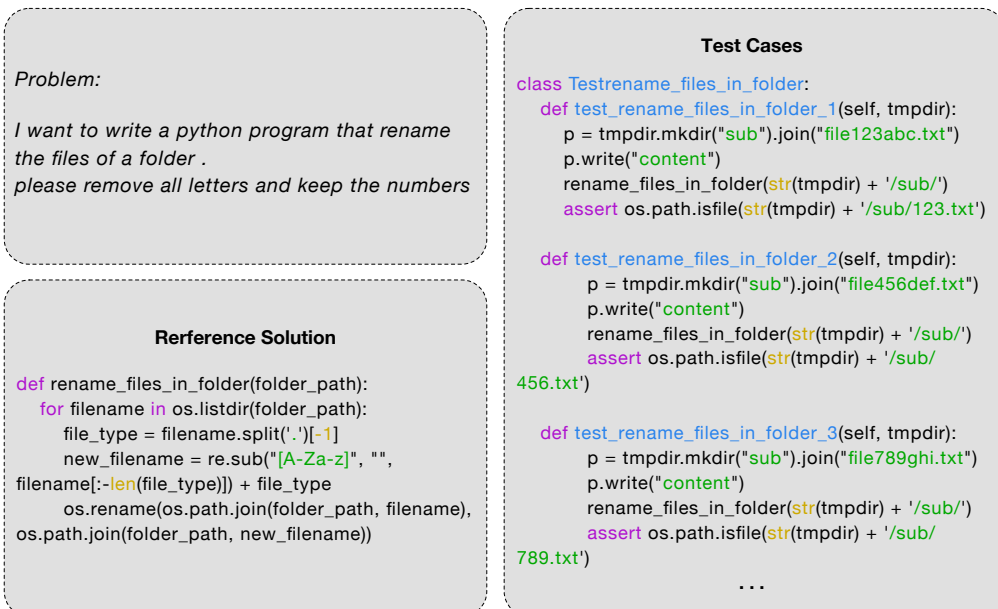 Problem:
I want to write a python program that rename
the files of a folder .
please remove all letters and keep the numbers
Rerference Solution
def rename_files_in_folder(folder_path):
for filename in os.listdir(folder_path):
file_type = filename.split('.')[-1]
new_filename = re.sub("[A-Za-z]", "",
filename[:-len(file_type)]) + file_type
os.rename(os.path.join(folder_path, filename),
os.path.join(folder_path, new_filename))
Test Cases
class Testrename_files_in_folder:
def test_rename_files_in_folder_1(self, tmpdir):
p = tmpdir.mkdir("sub").join("file123abc.txt")
p.write("content")
rename_files_in_folder(str(tmpdir) + '/sub/')
assert os.path.isfile(str(tmpdir) + '/sub/123.txt')
def test_rename_files_in_folder_2(self, tmpdir):
p = tmpdir.mkdir("sub").join("file456def.txt")
p.write("content")
rename_files_in_folder(str(tmpdir) + '/sub/')
assert os.path.isfile(str(tmpdir) + '/sub/
456.txt')
def test_rename_files_in_folder_3(self, tmpdir):
p = tmpdir.mkdir("sub").join("file789ghi.txt")
p.write("content")
rename_files_in_folder(str(tmpdir) + '/sub/')
assert os.path.isfile(str(tmpdir) + '/sub/
789.txt')
...